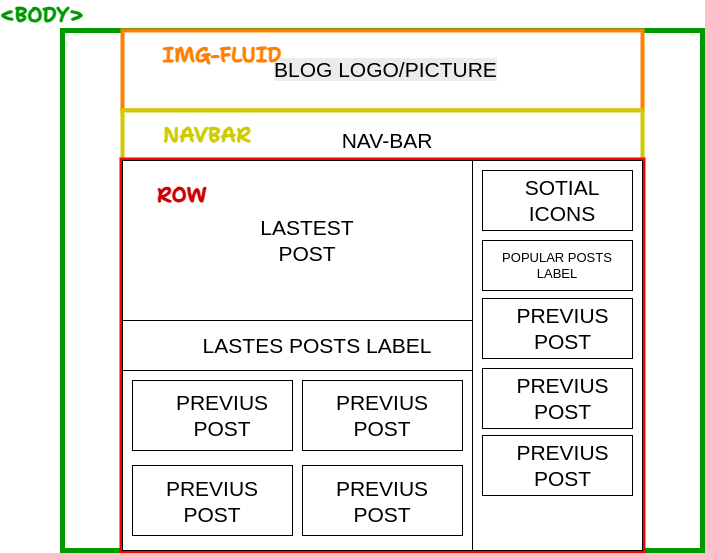 <BODY>
IMG-FLUID
BLOG LOGO/PICTURE
NAVBAR
NAV-BAR
ROW
LASTEST
POST
LASTES POSTS LABEL
PREVIUS
POST
PREVIUS
POST
PREVIUS
POST
PREVIUS
POST
SOTIAL
ICONS
POPULAR POSTS
LABEL
PREVIUS
POST
PREVIUS
POST
PREVIUS
POST